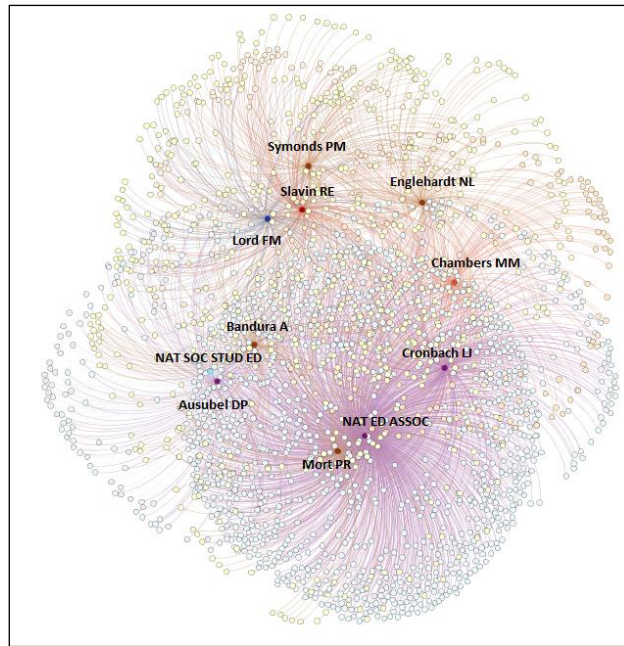 Symonds PM
Slavin RE
Englehardt NL
Lord FM
Chambers MM
Bandura A
NAT SOC STUD ED
Cronbach LJ
Ausubel DP
NAT ED ASSOC
Mort PR